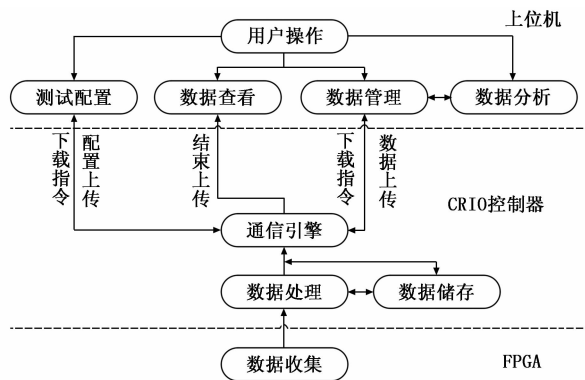 上位机
用户操作
测试配置
数据查看
数据管理
数据分析
下载指令
配置上传
结束上传
下载指令
数据上传
CRIO控制器
通信引擎
数据处理
数据储存
数据收集
FPGA